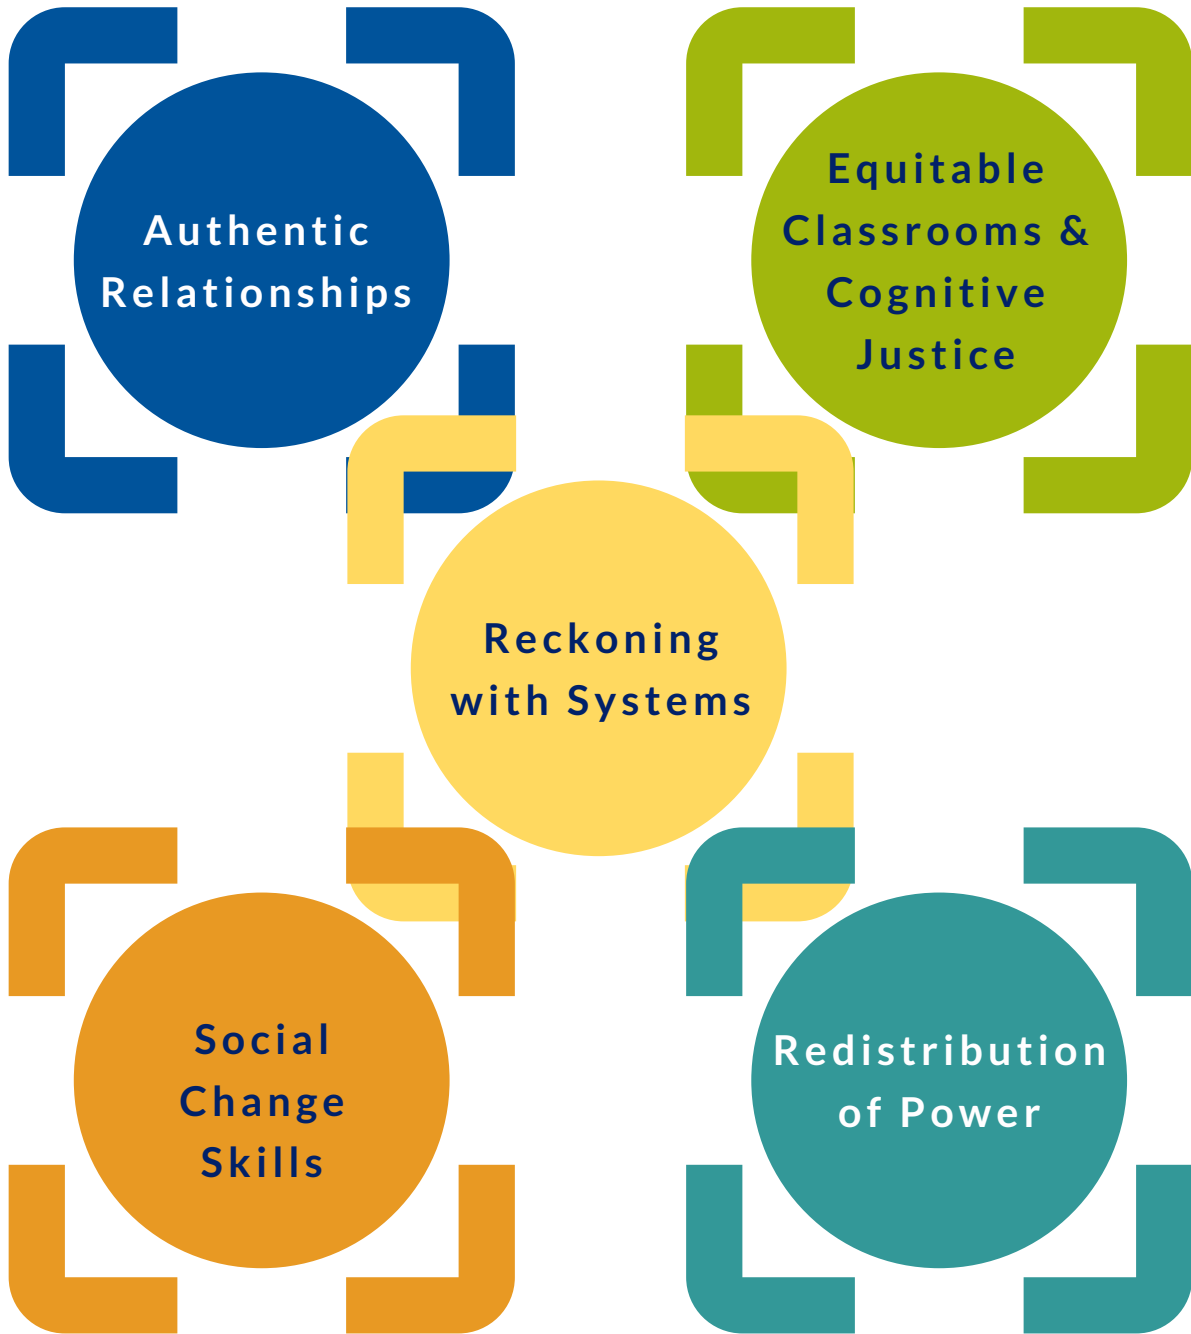 Authentic
Relationships
Equitable
Classrooms &
Cognitive
Justice
Reckoning
with Systems
Social
Change
Skills
Redistribution
of Power